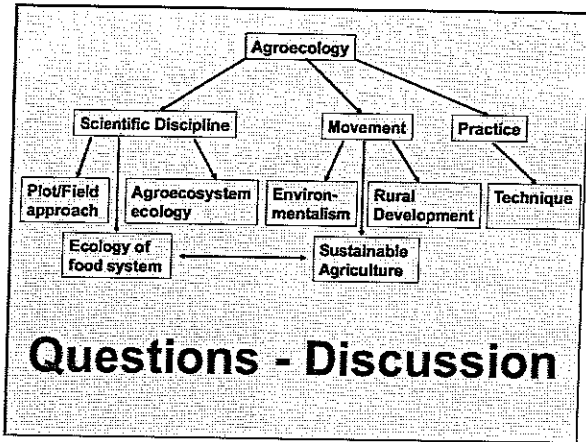 Agroecology
Scientific Discipline
Movement
Practice
Plot/Field
approach
Agroecosystem
ecology
Environ-
mentalism
Rural
Development
Technique
Ecology of
food system
Sustainable
Agriculture
Questions - Discussion